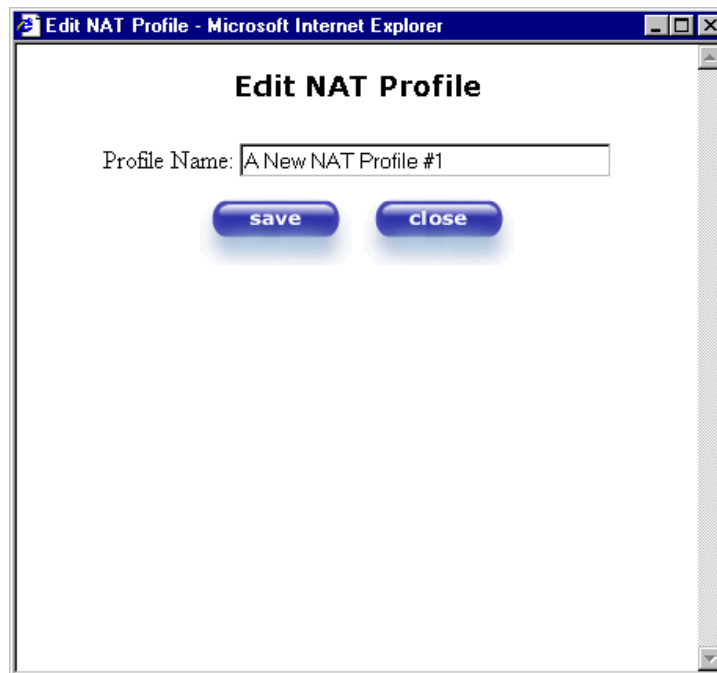 Edit NAT Profile - Microsoft Internet Explorer
Edit NAT Profile
Profile Name: A New NAT Profile #1
save close